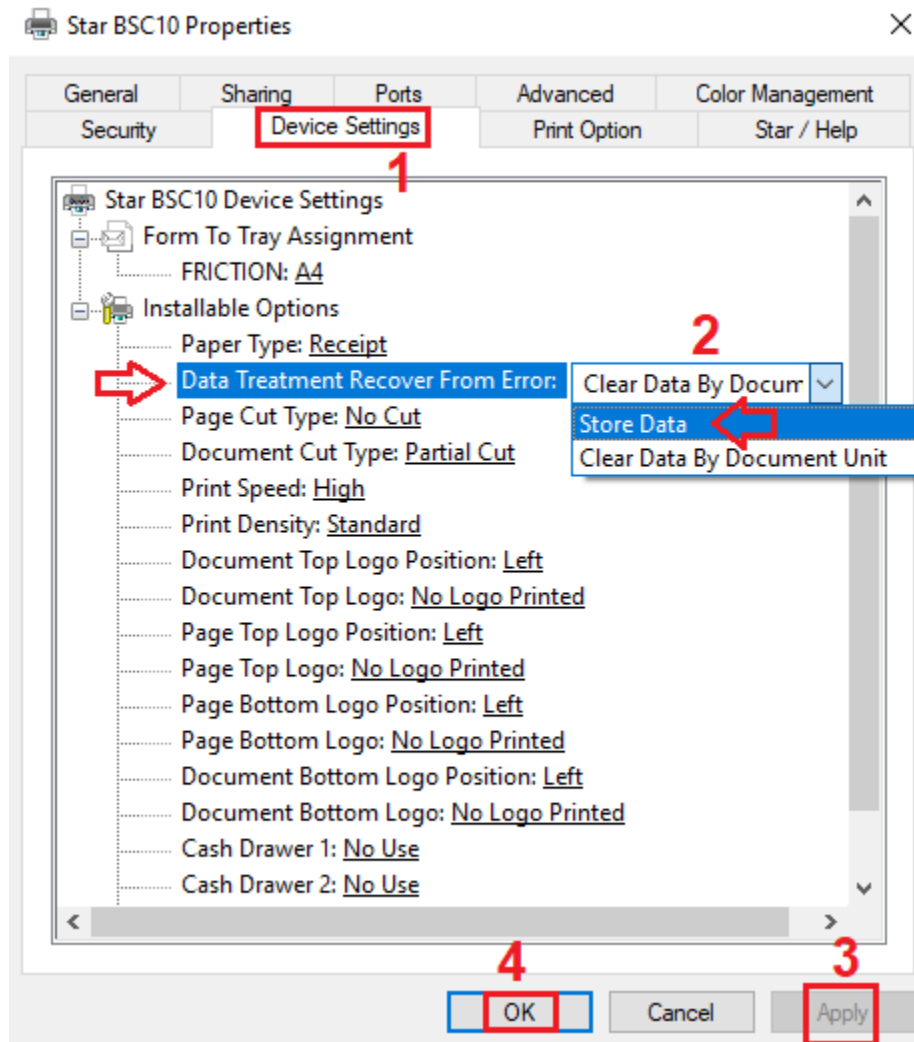 Star BSC10 Properties
General Sharing Ports Advanced Color Management
Security Device Settings Print Option Star / Help
1
Star BSC10 Device Settings
Form To Tray Assignment
FRICTION: A4
Installable Options
2
Paper Type: Receipt
Data Treatment Recover From Error: Clear Data By Docum
Store Data
Clear Data By Document Unit
Page Cut Type: No Cut
Document Cut Type: Partial Cut
Print Speed: High
Print Density: Standard
Document Top Logo Position: Left
Document Top Logo: No Logo Printed
Page Top Logo Position: Left
Page Top Logo: No Logo Printed
Page Bottom Logo Position: Left
Page Bottom Logo: No Logo Printed
Document Bottom Logo Position: Left
Document Bottom Logo: No Logo Printed
Cash Drawer 1: No Use
Cash Drawer 2: No Use
4 3
OK Cancel Apply